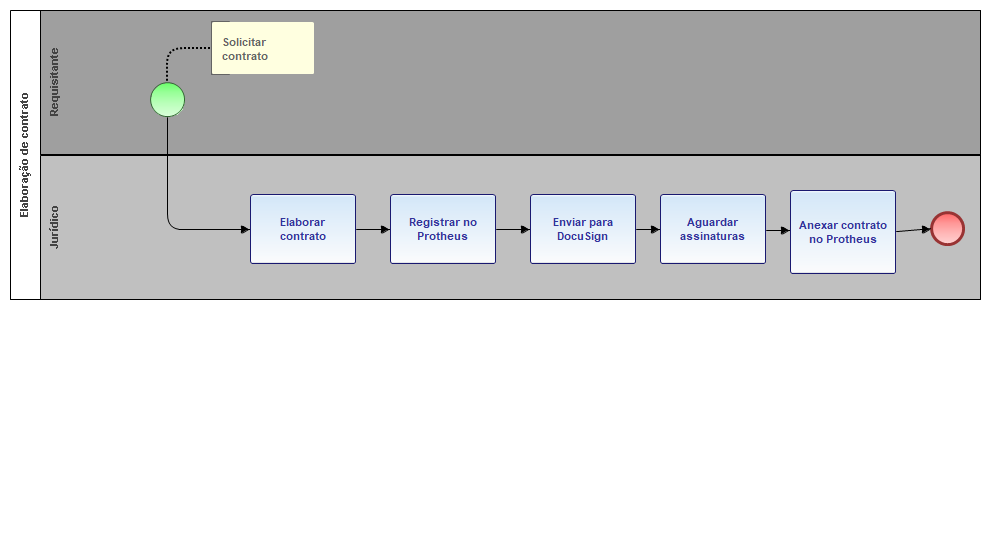 Elaboração de contrato
Requisitante
Solicitar
contrato
Jurídico
Elaborar
contrato
Registrar no
Protheus
Enviar para
DocuSign
Aguardar
assinaturas
Anexar contrato
no Protheus